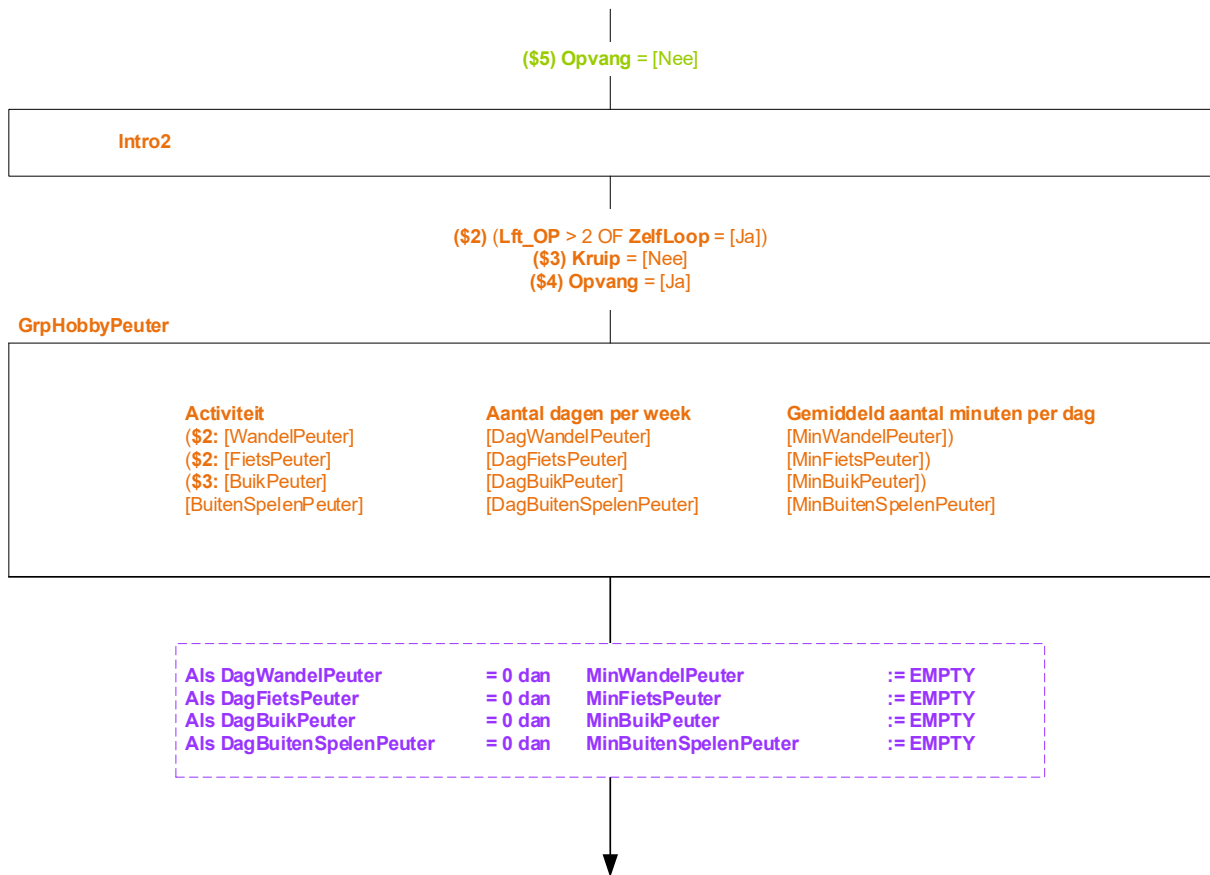 ($5) Opvang = [Nee]
Intro2
($2) (Lft_OP > 2 OF ZelfLoop = [Ja])
($3) Kruip = [Nee]
($4) Opvang = [Ja]
GrpHobbyPeuter
Activiteit Aantal dagen per week Gemiddeld aantal minuten per dag
($2: [WandelPeuter] [DagWandelPeuter] [MinWandelPeuter])
($2: [FietsPeuter] [DagFietsPeuter] [MinFietsPeuter])
($3: [BuikPeuter] [DagBuikPeuter] [MinBuikPeuter])
[BuitenSpelenPeuter] [DagBuitenSpelenPeuter] [MinBuitenSpelenPeuter]
Als DagWandelPeuter = 0 dan MinWandelPeuter := EMPTY
Als DagFietsPeuter = 0 dan MinFietsPeuter := EMPTY
Als DagBuikPeuter = 0 dan MinBuikPeuter := EMPTY
Als DagBuitenSpelenPeuter = 0 dan MinBuitenSpelenPeuter := EMPTY